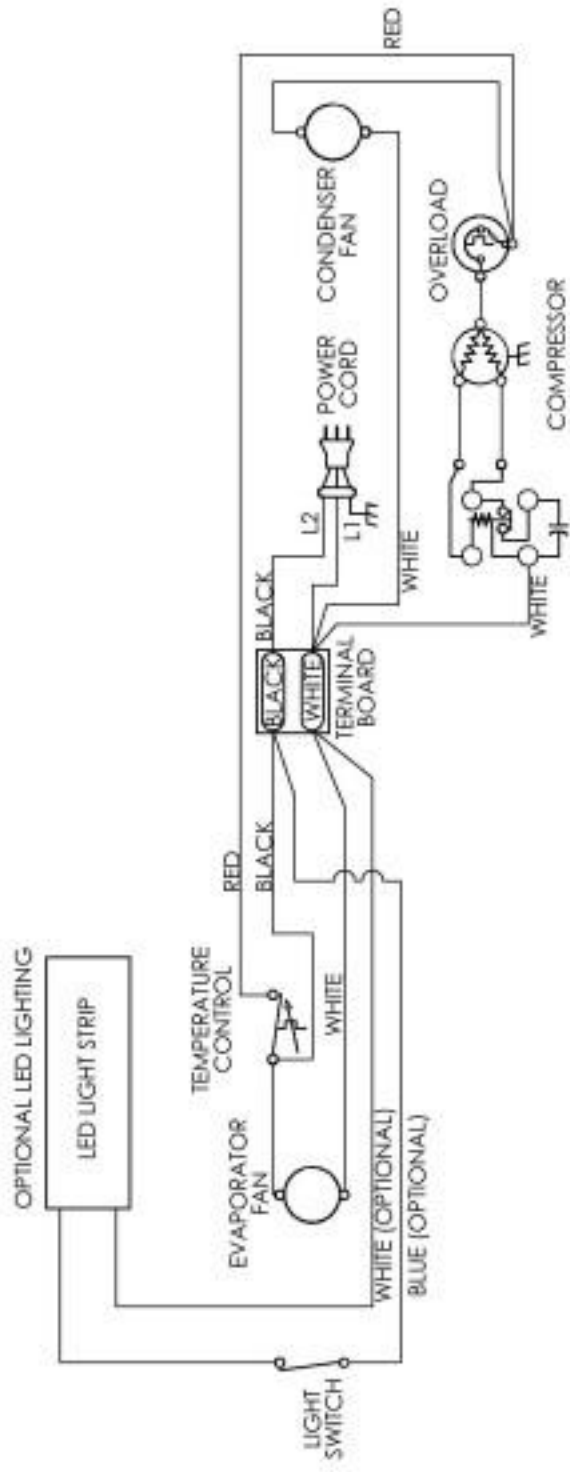 OPTIONAL LED LIGHTING
LED LIGHT STRIP
LIGHT
SWITCH
EVAPORATOR
FAN
TEMPERATURE
CONTROL
WHITE
WHITE (OPTIONAL)
BLUE (OPTIONAL)
RED
BLACK
BLACK
WHITE
TERMINAL
BOARD
BLACK
L2
L1
POWER
CORD
CONDENSER
FAN
WHITE
WHITE
OVERLOAD
COMPRESSOR
RED